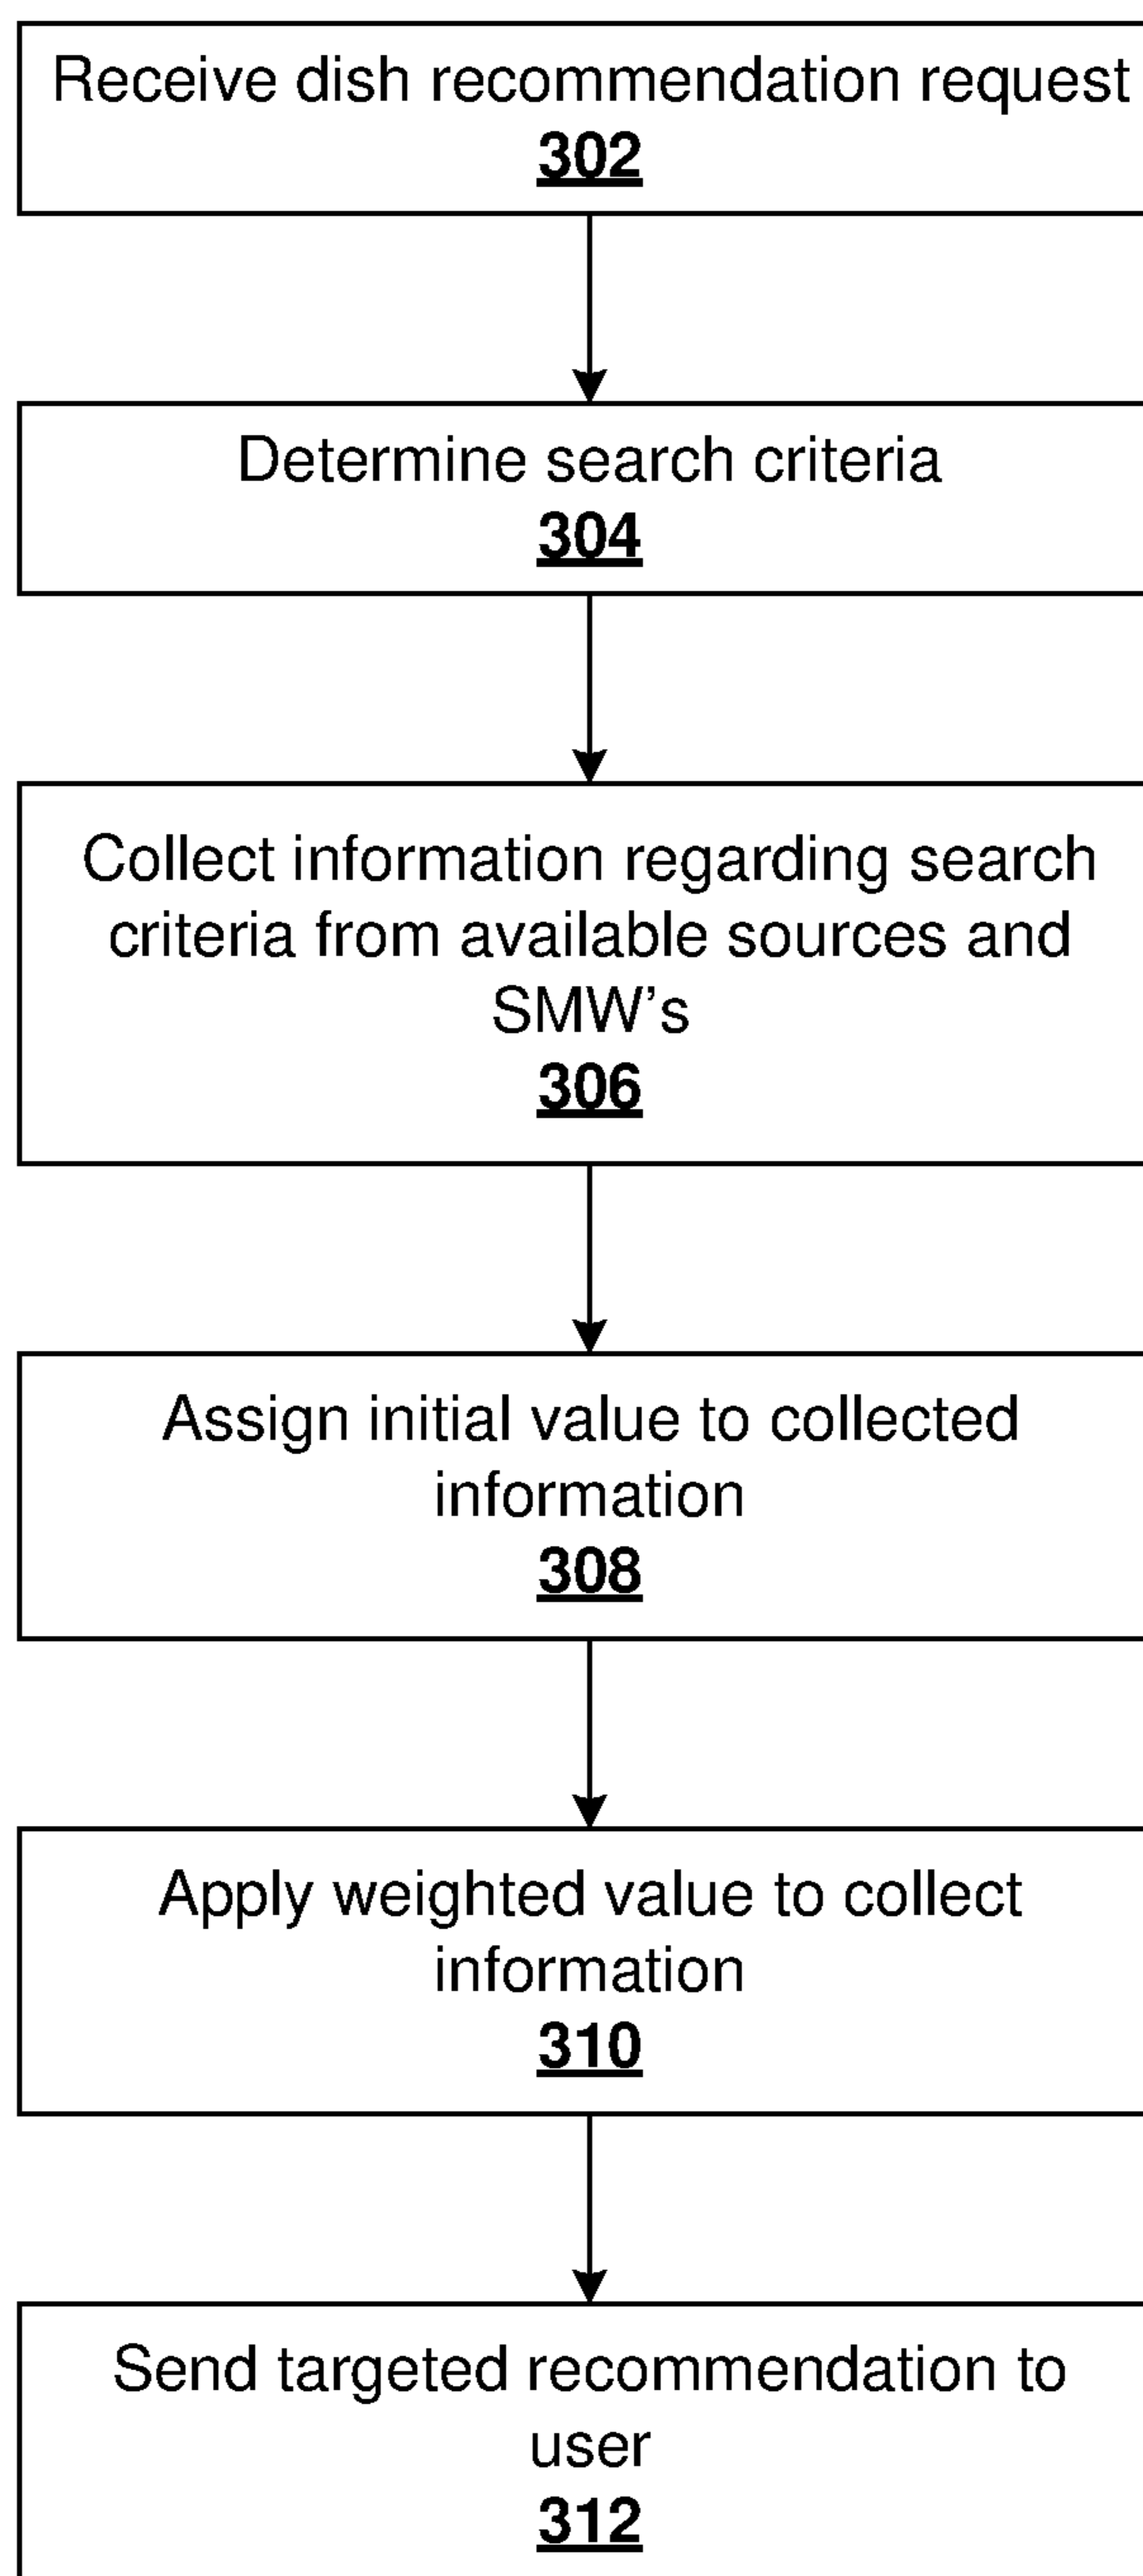 Receive dish recommendation request
302
Determine search criteria
304
Collect information regarding search
criteria from available sources and
SMW's
306
Assign initial value to collected
information
308
Apply weighted value to collect
information
310
Send targeted recommendation to
user
312